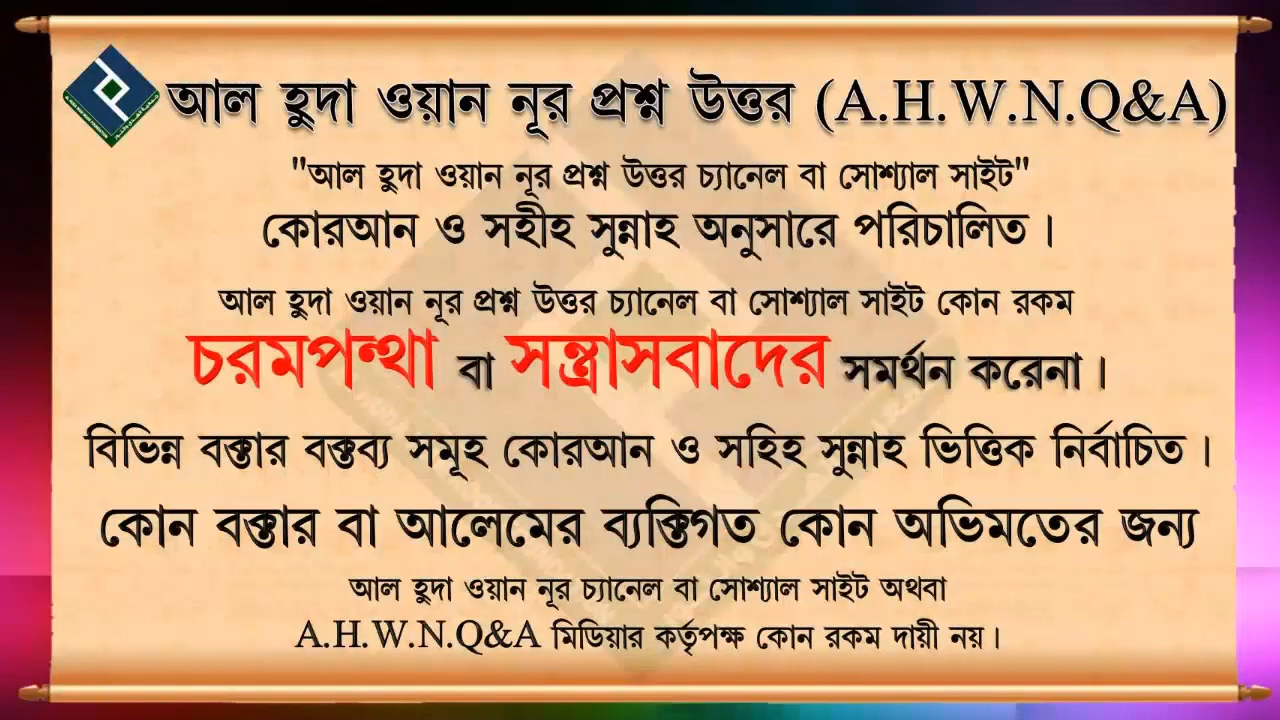 আল হুদা ওয়ান নূর প্রশ্ন উত্তর (A.H.W.N.Q&A)
"আল হুদা ওয়ান নূর প্রশ্ন উত্তর চ্যানেল বা সোশ্যাল সাইট"
কোরআন ও সহীহ সুন্নাহ অনুসারে পরিচালিত ।
আল হুদা ওয়ান নূর প্রশ্ন উত্তর চ্যানেল বা সোশ্যাল সাইট কোন রকম
চরমপন্থা বা সন্ত্রাসবাদের সমর্থন করেনা ।
বিভিন্ন বক্তার বক্তব্য সমূহ কোরআন ও সহিহ সুন্নাহ ভিত্তিক নির্বাচিত ।
কোন বক্তার বা আলেমের ব্যক্তিগত কোন অভিমতের জন্য
আল হুদা ওয়ান নূর চ্যানেল বা সোশ্যাল সাইট অথবা
A.H.W.N.Q&A মিডিয়ার কর্তৃপক্ষ কোন রকম দায়ী নয় ।